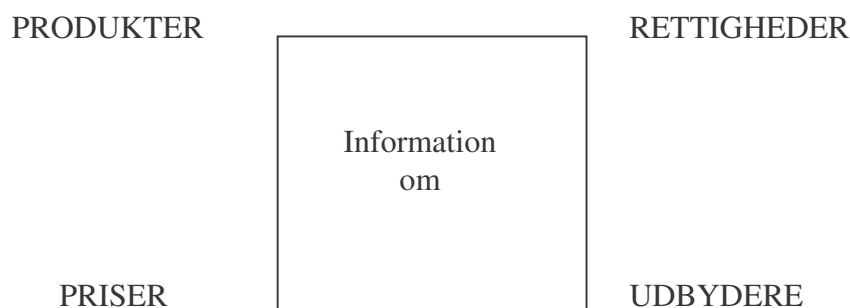 PRODUKTER
RETTIGHEDER
Information
om
PRISER
UDBYDERE